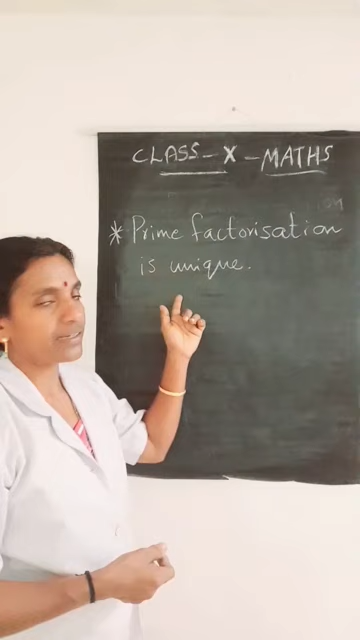 CLASS - X - MATHS
* Prime factorisation
is unique.